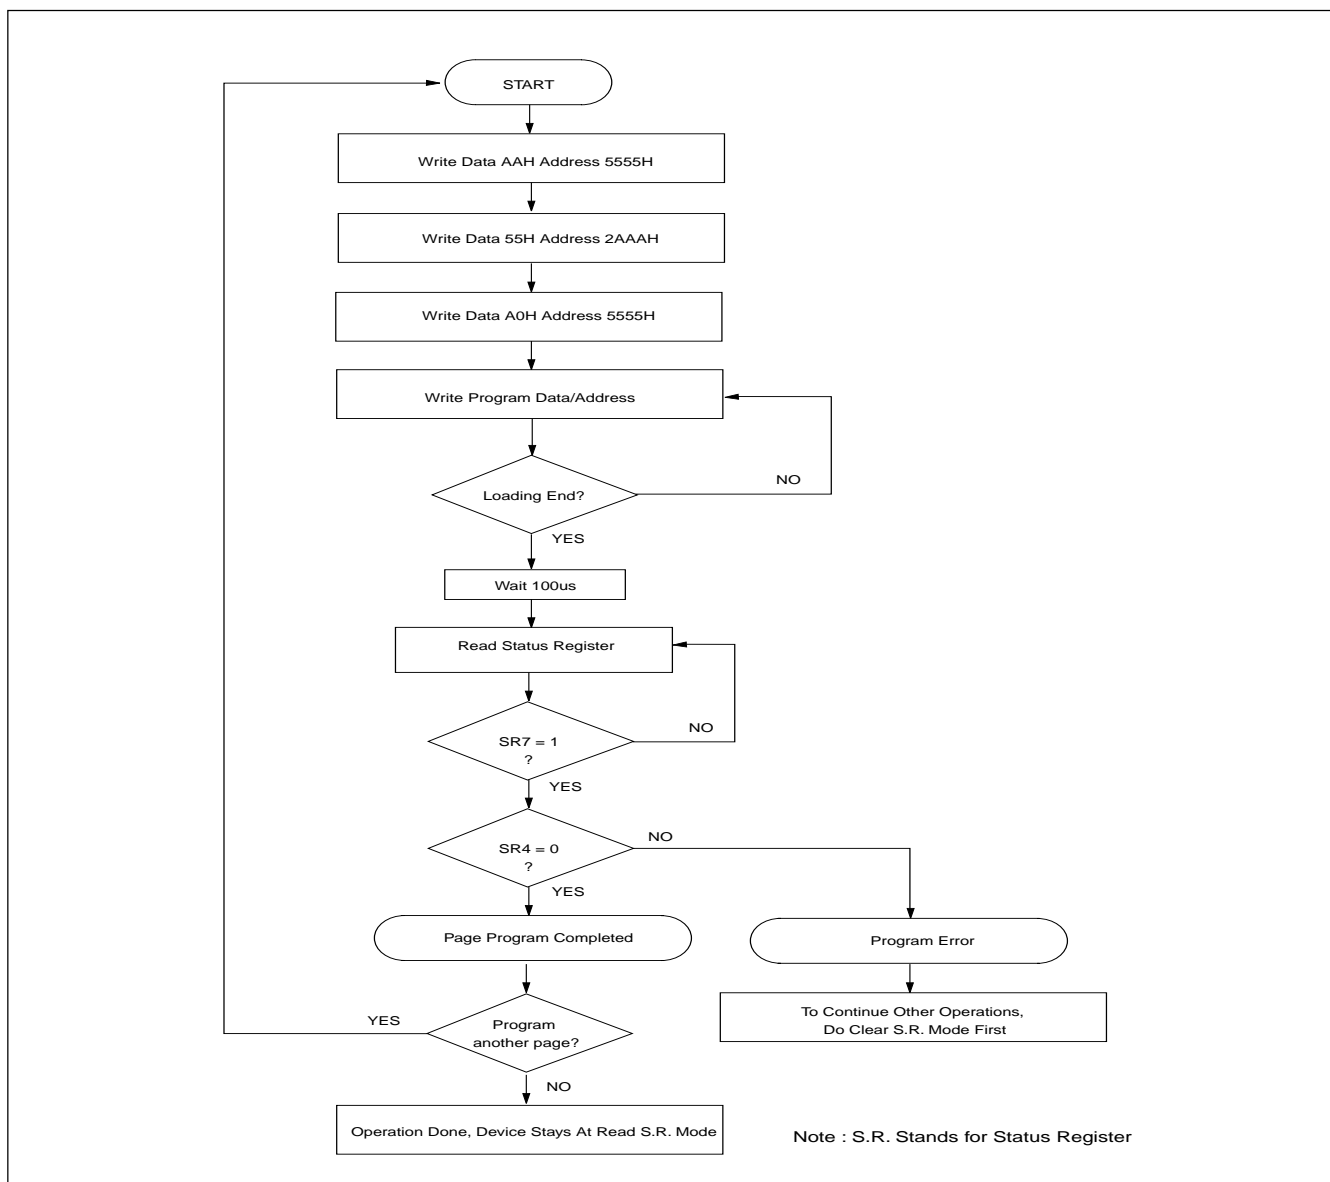 START
Write Data AAH Address 5555H
Write Data 55H Address 2AAAH
Write Data A0H Address 5555H
Write Program Data/Address
Loading End?
NO
YES
Wait 100us
Read Status Register
SR7 = 1
?
NO
YES
SR4 = 0
?
NO
YES
Page Program Completed
Program Error
To Continue Other Operations,
Do Clear S.R. Mode First
YES
Program
another page?
NO
Operation Done, Device Stays At Read S.R. Mode
Note : S.R. Stands for Status Register